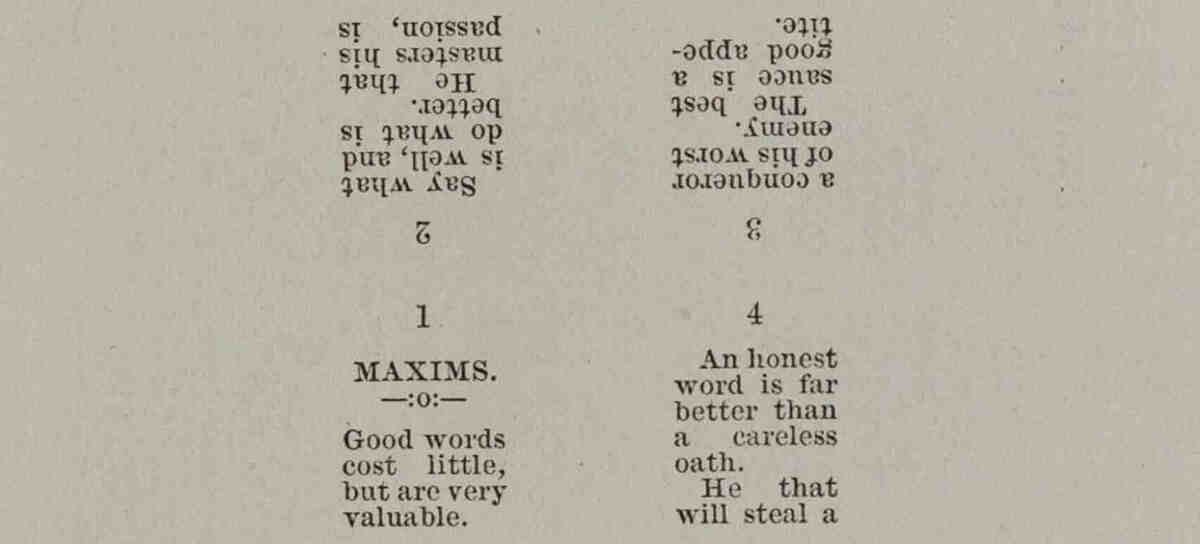 1
MAXIMS.
—:o:—
Good words
cost little,
but are very
valuable.
2
Say what
is well, and
do what is
better.
He that
masters his
passion, is
3
a conqueror
of his worst
enemy.
The best
sauce is a
good appe-
tite.
4
An honest
word is far
better than
a careless
oath.
He that
will steal a